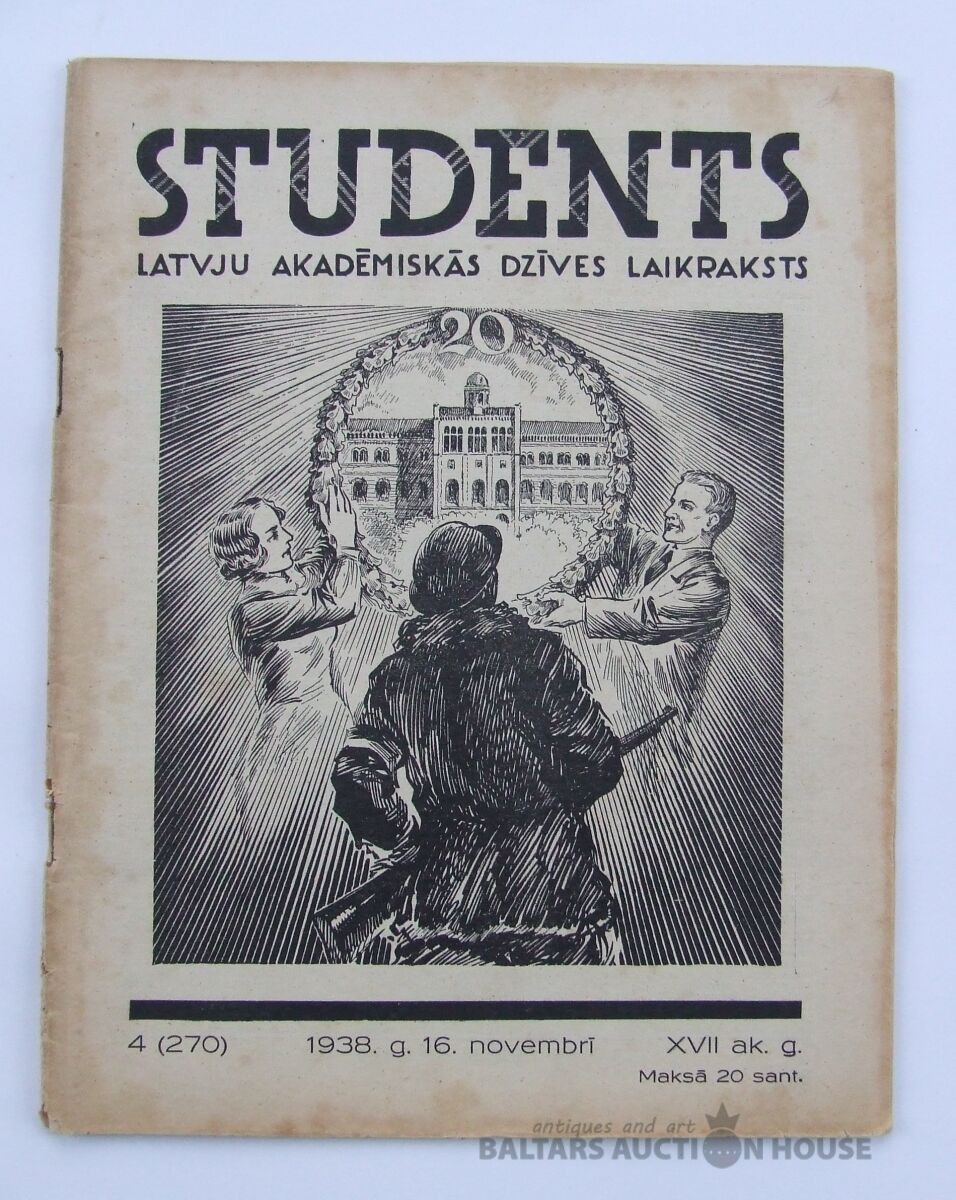 STUDENTS
LATVJU AKADĒMISKĀS DZĪVES LAIKRAKSTS
20
4 (270) 1938. g. 16. novembrī XVII ak. g.
Maksā 20 sant.
antiques and art
BALTARS AUCTION HOUSE